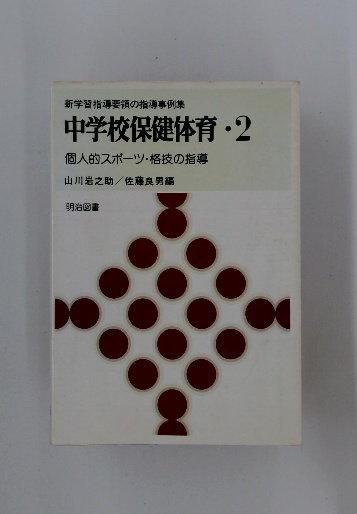 新学習指導要領の指導事例集
中学校保健体育・2
個人的スポーツ・格技の指導
山川岩之助／佐藤良男編
明治図書